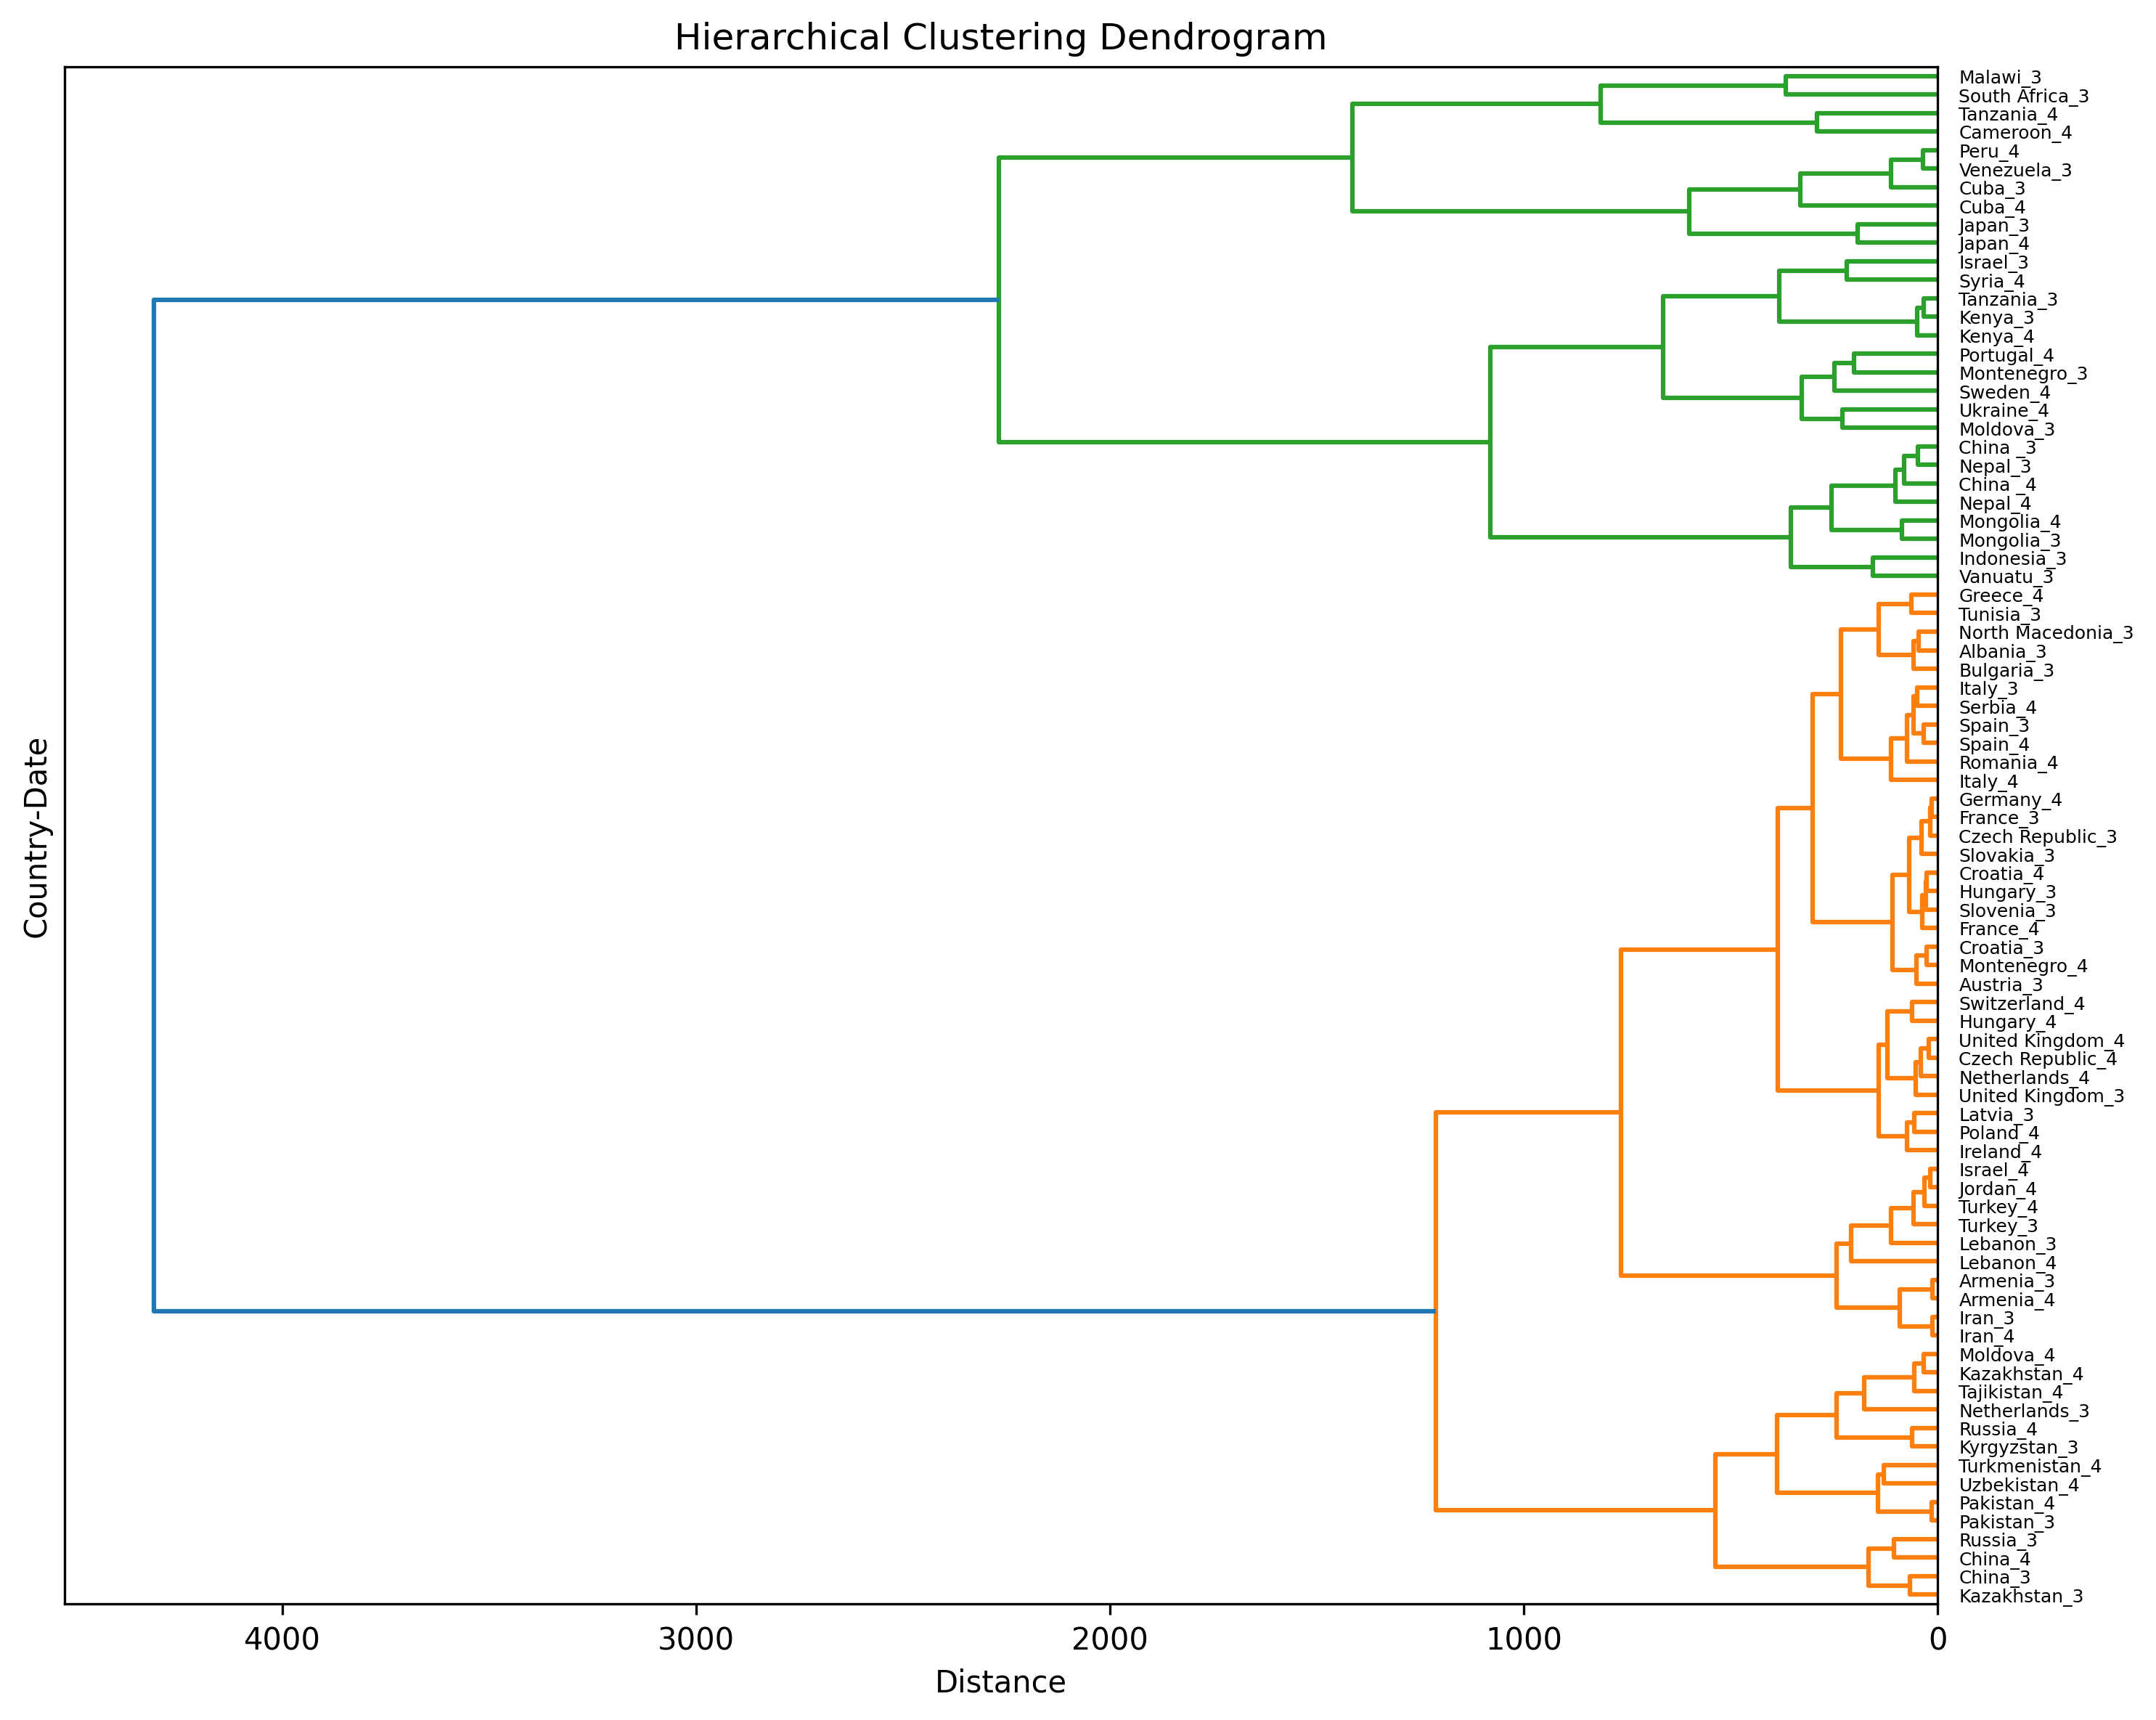 Hierarchical Clustering Dendrogram
Malawi_3
South Africa_3
Tanzania_4
Cameroon_4
Peru_4
Venezuela_3
Cuba_3
Cuba_4
Japan_3
Japan_4
Israel_3
Syria_4
Tanzania_3
Kenya_3
Kenya_4
Portugal_4
Montenegro_3
Sweden_4
Ukraine_4
Moldova_3
China _3
Nepal_3
China _4
Nepal_4
Mongolia_4
Mongolia_3
Indonesia_3
Vanuatu_3
Greece_4
Tunisia_3
North Macedonia_3
Albania_3
Bulgaria_3
Italy_3
Serbia_4
Spain_3
Spain_4
Romania_4
Italy_4
Germany_4
France_3
Czech Republic_3
Slovakia_3
Croatia_4
Hungary_3
Slovenia_3
France_4
Croatia_3
Montenegro_4
Austria_3
Switzerland_4
Hungary_4
United Kingdom_4
Czech Republic_4
Netherlands_4
United Kingdom_3
Latvia_3
Poland_4
Ireland_4
Israel_4
Jordan_4
Turkey_4
Turkey_3
Lebanon_3
Lebanon_4
Armenia_3
Armenia_4
Iran_3
Iran_4
Moldova_4
Kazakhstan_4
Tajikistan_4
Netherlands_3
Russia_4
Kyrgyzstan_3
Turkmenistan_4
Uzbekistan_4
Pakistan_4
Pakistan_3
Russia_3
China_4
China_3
Kazakhstan_3
Country-Date
4000 3000 2000 1000 0
Distance